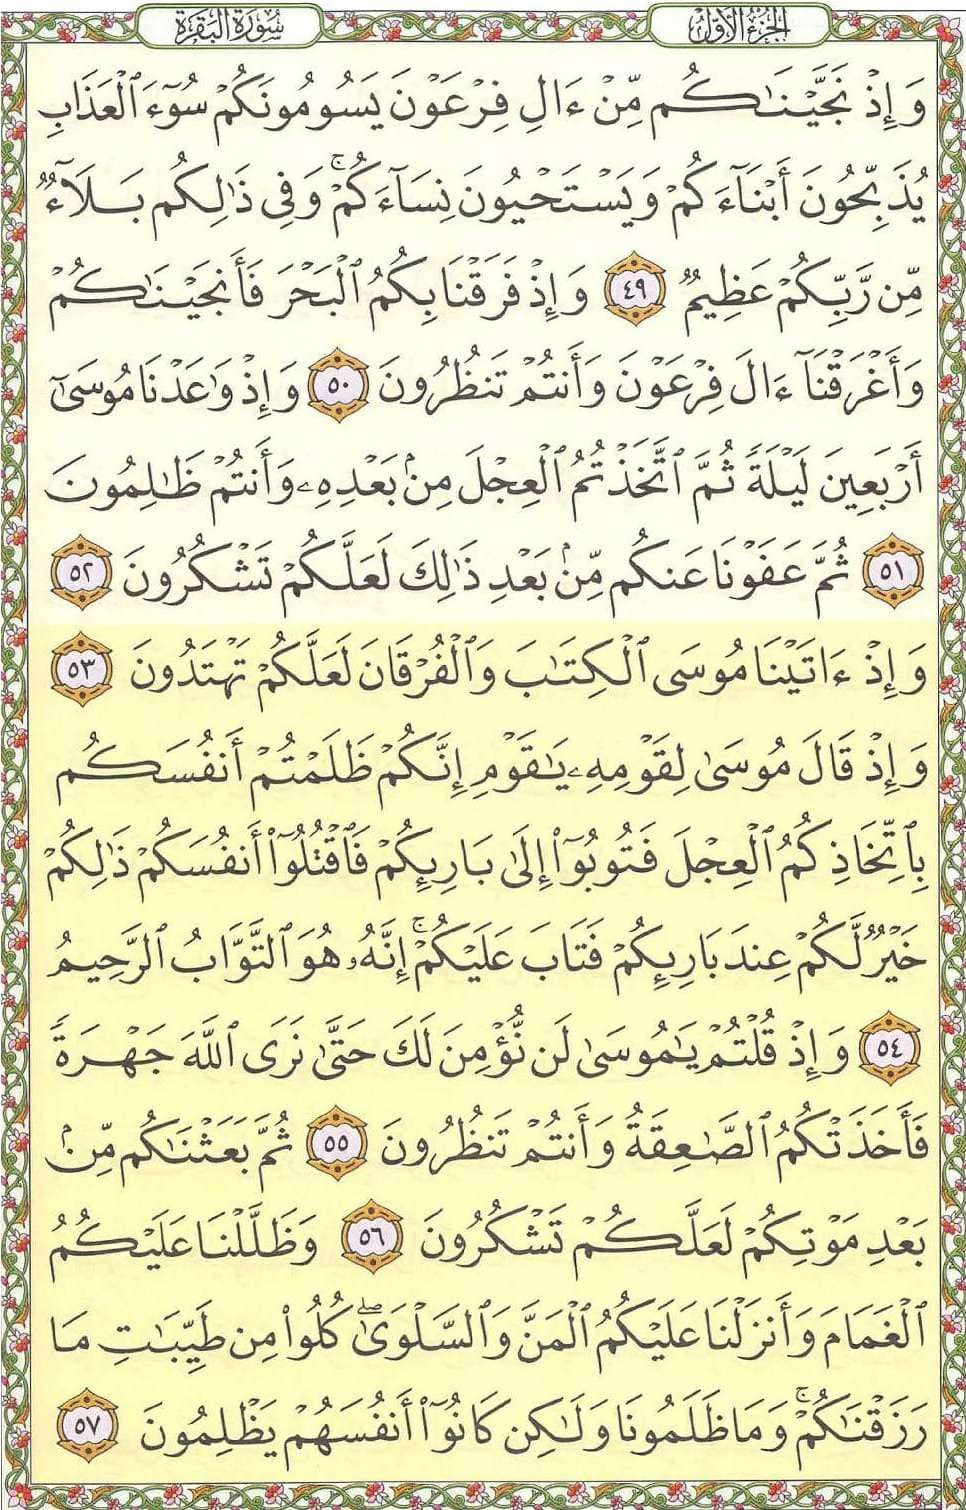 الجزء الأول
سورة البقرة
وَإِذْ نَجَّيْنَٰكُم مِّنْ ءَالِ فِرْعَوْنَ يَسُومُونَكُمْ سُوٓءَ ٱلْعَذَابِ
يُذَبِّحُونَ أَبْنَآءَكُمْ وَيَسْتَحْيُونَ نِسَآءَكُمْ ۚ وَفِى ذَٰلِكُم بَلَآءٌ
مِّن رَّبِّكُمْ عَظِيمٌ ٤٩ وَإِذْ فَرَقْنَا بِكُمُ ٱلْبَحْرَ فَأَنجَيْنَٰكُمْ
وَأَغْرَقْنَآ ءَالَ فِرْعَوْنَ وَأَنتُمْ تَنظُرُونَ ٥٠ وَإِذْ وَٰعَدْنَا مُوسَىٰٓ
أَرْبَعِينَ لَيْلَةً ثُمَّ ٱتَّخَذْتُمُ ٱلْعِجْلَ مِنۢ بَعْدِهِۦ وَأَنتُمْ ظَٰلِمُونَ
٥١ ثُمَّ عَفَوْنَا عَنكُم مِّنۢ بَعْدِ ذَٰلِكَ لَعَلَّكُمْ تَشْكُرُونَ ٥٢
وَإِذْ ءَاتَيْنَا مُوسَى ٱلْكِتَٰبَ وَٱلْفُرْقَانَ لَعَلَّكُمْ تَهْتَدُونَ ٥٣
وَإِذْ قَالَ مُوسَىٰ لِقَوْمِهِۦ يَٰقَوْمِ إِنَّكُمْ ظَلَمْتُمْ أَنفُسَكُم
بِٱتِّخَاذِكُمُ ٱلْعِجْلَ فَتُوبُوٓا۟ إِلَىٰ بَارِئِكُمْ فَٱقْتُلُوٓا۟ أَنفُسَكُمْ ذَٰلِكُمْ
خَيْرٌ لَّكُمْ عِندَ بَارِئِكُمْ فَتَابَ عَلَيْكُمْ ۚ إِنَّهُۥ هُوَ ٱلتَّوَّابُ ٱلرَّحِيمُ
٥٤ وَإِذْ قُلْتُمْ يَٰمُوسَىٰ لَن نُّؤْمِنَ لَكَ حَتَّىٰ نَرَى ٱللَّهَ جَهْرَةً
فَأَخَذَتْكُمُ ٱلصَّٰعِقَةُ وَأَنتُمْ تَنظُرُونَ ٥٥ ثُمَّ بَعَثْنَٰكُم مِّنۢ
بَعْدِ مَوْتِكُمْ لَعَلَّكُمْ تَشْكُرُونَ ٥٦ وَظَلَّلْنَا عَلَيْكُمُ
ٱلْغَمَامَ وَأَنزَلْنَا عَلَيْكُمُ ٱلْمَنَّ وَٱلسَّلْوَىٰ ۖ كُلُوا۟ مِن طَيِّبَٰتِ مَا
رَزَقْنَٰكُمْ ۚ وَمَا ظَلَمُونَا وَلَٰكِن كَانُوٓا۟ أَنفُسَهُمْ يَظْلِمُونَ ٥٧